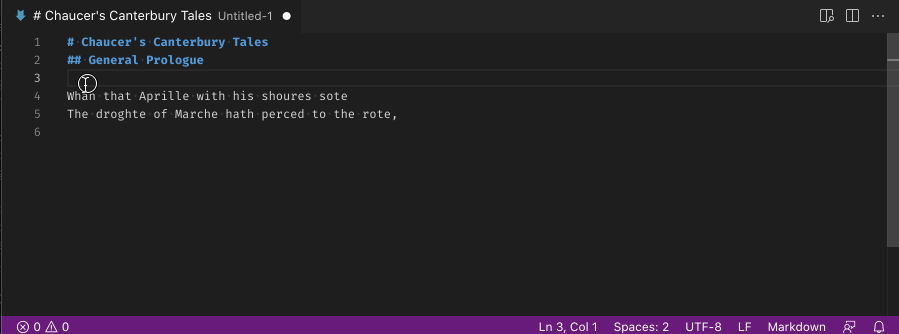 # Chaucer's Canterbury Tales Untitled-1
1 # Chaucer's Canterbury Tales
2 ## General Prologue
3
4 Whan that Aprille with his shoures sote
5 The droghte of Marche hath perced to the rote,
6
0 0 Ln 3, Col 1 Spaces: 2 UTF-8 LF Markdown